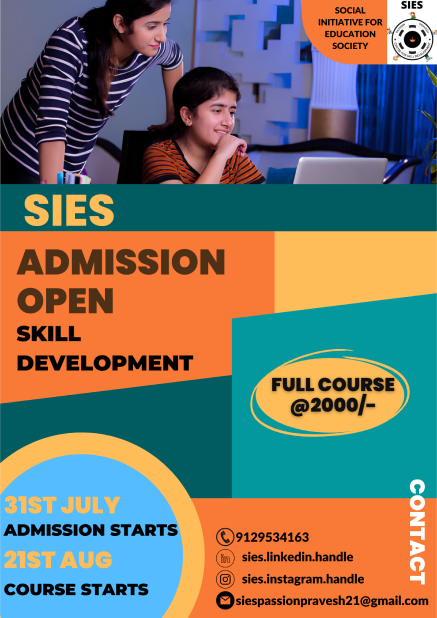 SOCIAL
INITIATIVE FOR
EDUCATION
SOCIETY
SIES
SIES
ADMISSION
OPEN
SKILL
DEVELOPMENT
FULL COURSE
@2000/-
31ST JULY
ADMISSION STARTS
21ST AUG
COURSE STARTS
CONTACT
9129534163
in sies.linkedin.handle
sies.instagram.handle
siespassionpravesh21@gmail.com